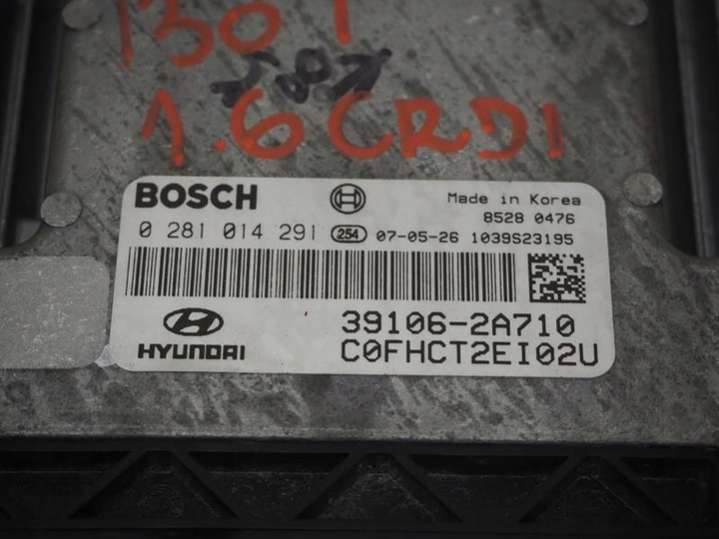 1.6 CRDI
BOSCH
Made in Korea
8528 0476
0 281 014 291 254 07-05-26 1039S23195
HYUNDAI
39106-2A710
C0FHCT2EI02U